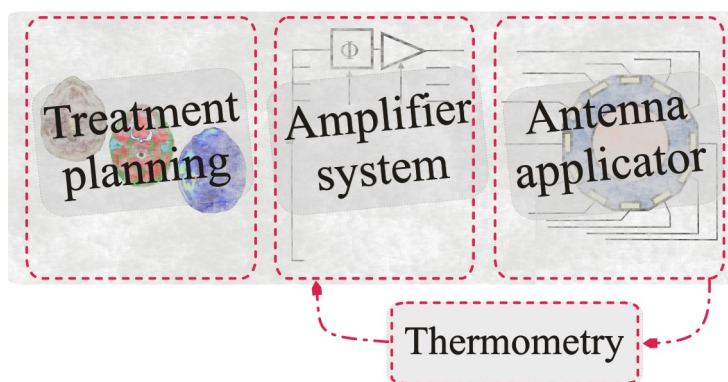 Treatment
planning
Φ
Amplifier
system
Antenna
applicator
Thermometry